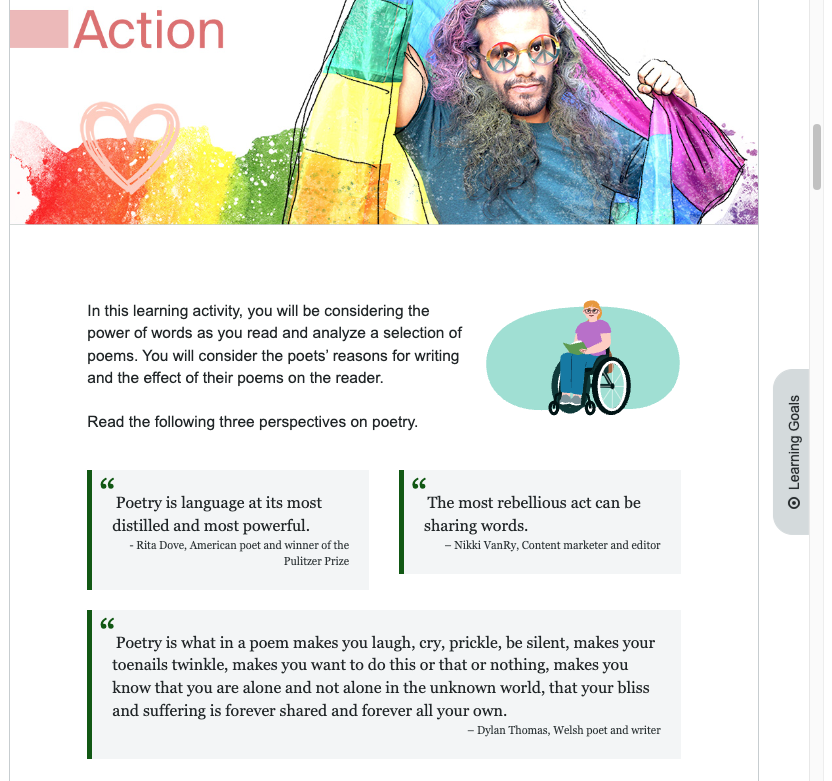 Action
In this learning activity, you will be considering the
power of words as you read and analyze a selection of
poems. You will consider the poets’ reasons for writing
and the effect of their poems on the reader.
Read the following three perspectives on poetry.
“
Poetry is language at its most
distilled and most powerful.
- Rita Dove, American poet and winner of the
Pulitzer Prize
“
The most rebellious act can be
sharing words.
– Nikki VanRy, Content marketer and editor
“
Poetry is what in a poem makes you laugh, cry, prickle, be silent, makes your
toenails twinkle, makes you want to do this or that or nothing, makes you
know that you are alone and not alone in the unknown world, that your bliss
and suffering is forever shared and forever all your own.
– Dylan Thomas, Welsh poet and writer
Learning Goals